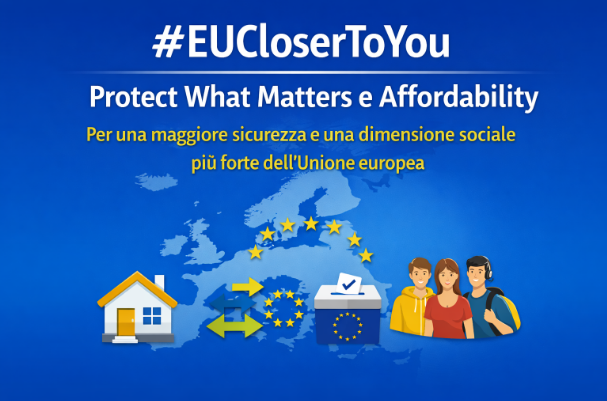 #EUCloserToYou
Protect What Matters e Affordability
Per una maggiore sicurezza e una dimensione sociale
più forte dell'Unione europea